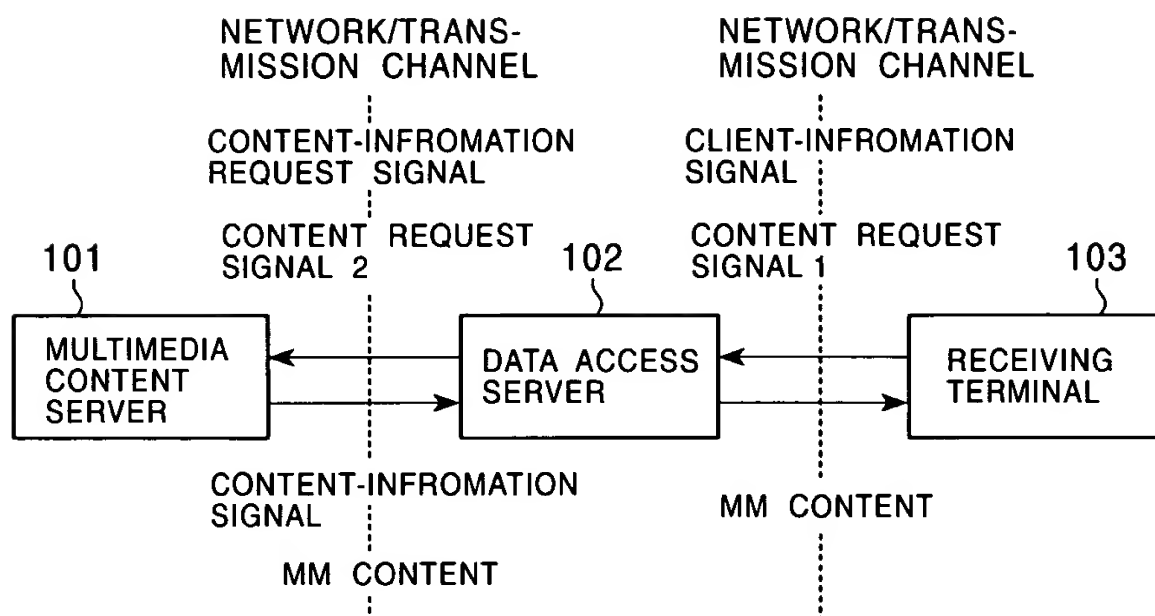 NETWORK/TRANS-
MISSION CHANNEL
NETWORK/TRANS-
MISSION CHANNEL
CONTENT-INFROMATION
REQUEST SIGNAL
CLIENT-INFROMATION
SIGNAL
CONTENT REQUEST
SIGNAL 2
CONTENT REQUEST
SIGNAL 1
101
102
103
MULTIMEDIA
CONTENT
SERVER
DATA ACCESS
SERVER
RECEIVING
TERMINAL
CONTENT-INFROMATION
SIGNAL
MM CONTENT
MM CONTENT